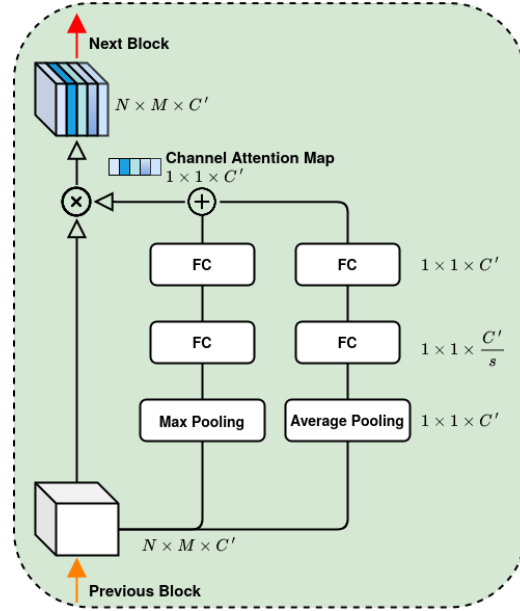 Next Block
N × M × C′
Channel Attention Map
1 × 1 × C′
×
+
FC FC 1 × 1 × C′
FC FC 1 × 1 × C′/s
Max Pooling Average Pooling 1 × 1 × C′
N × M × C′
Previous Block